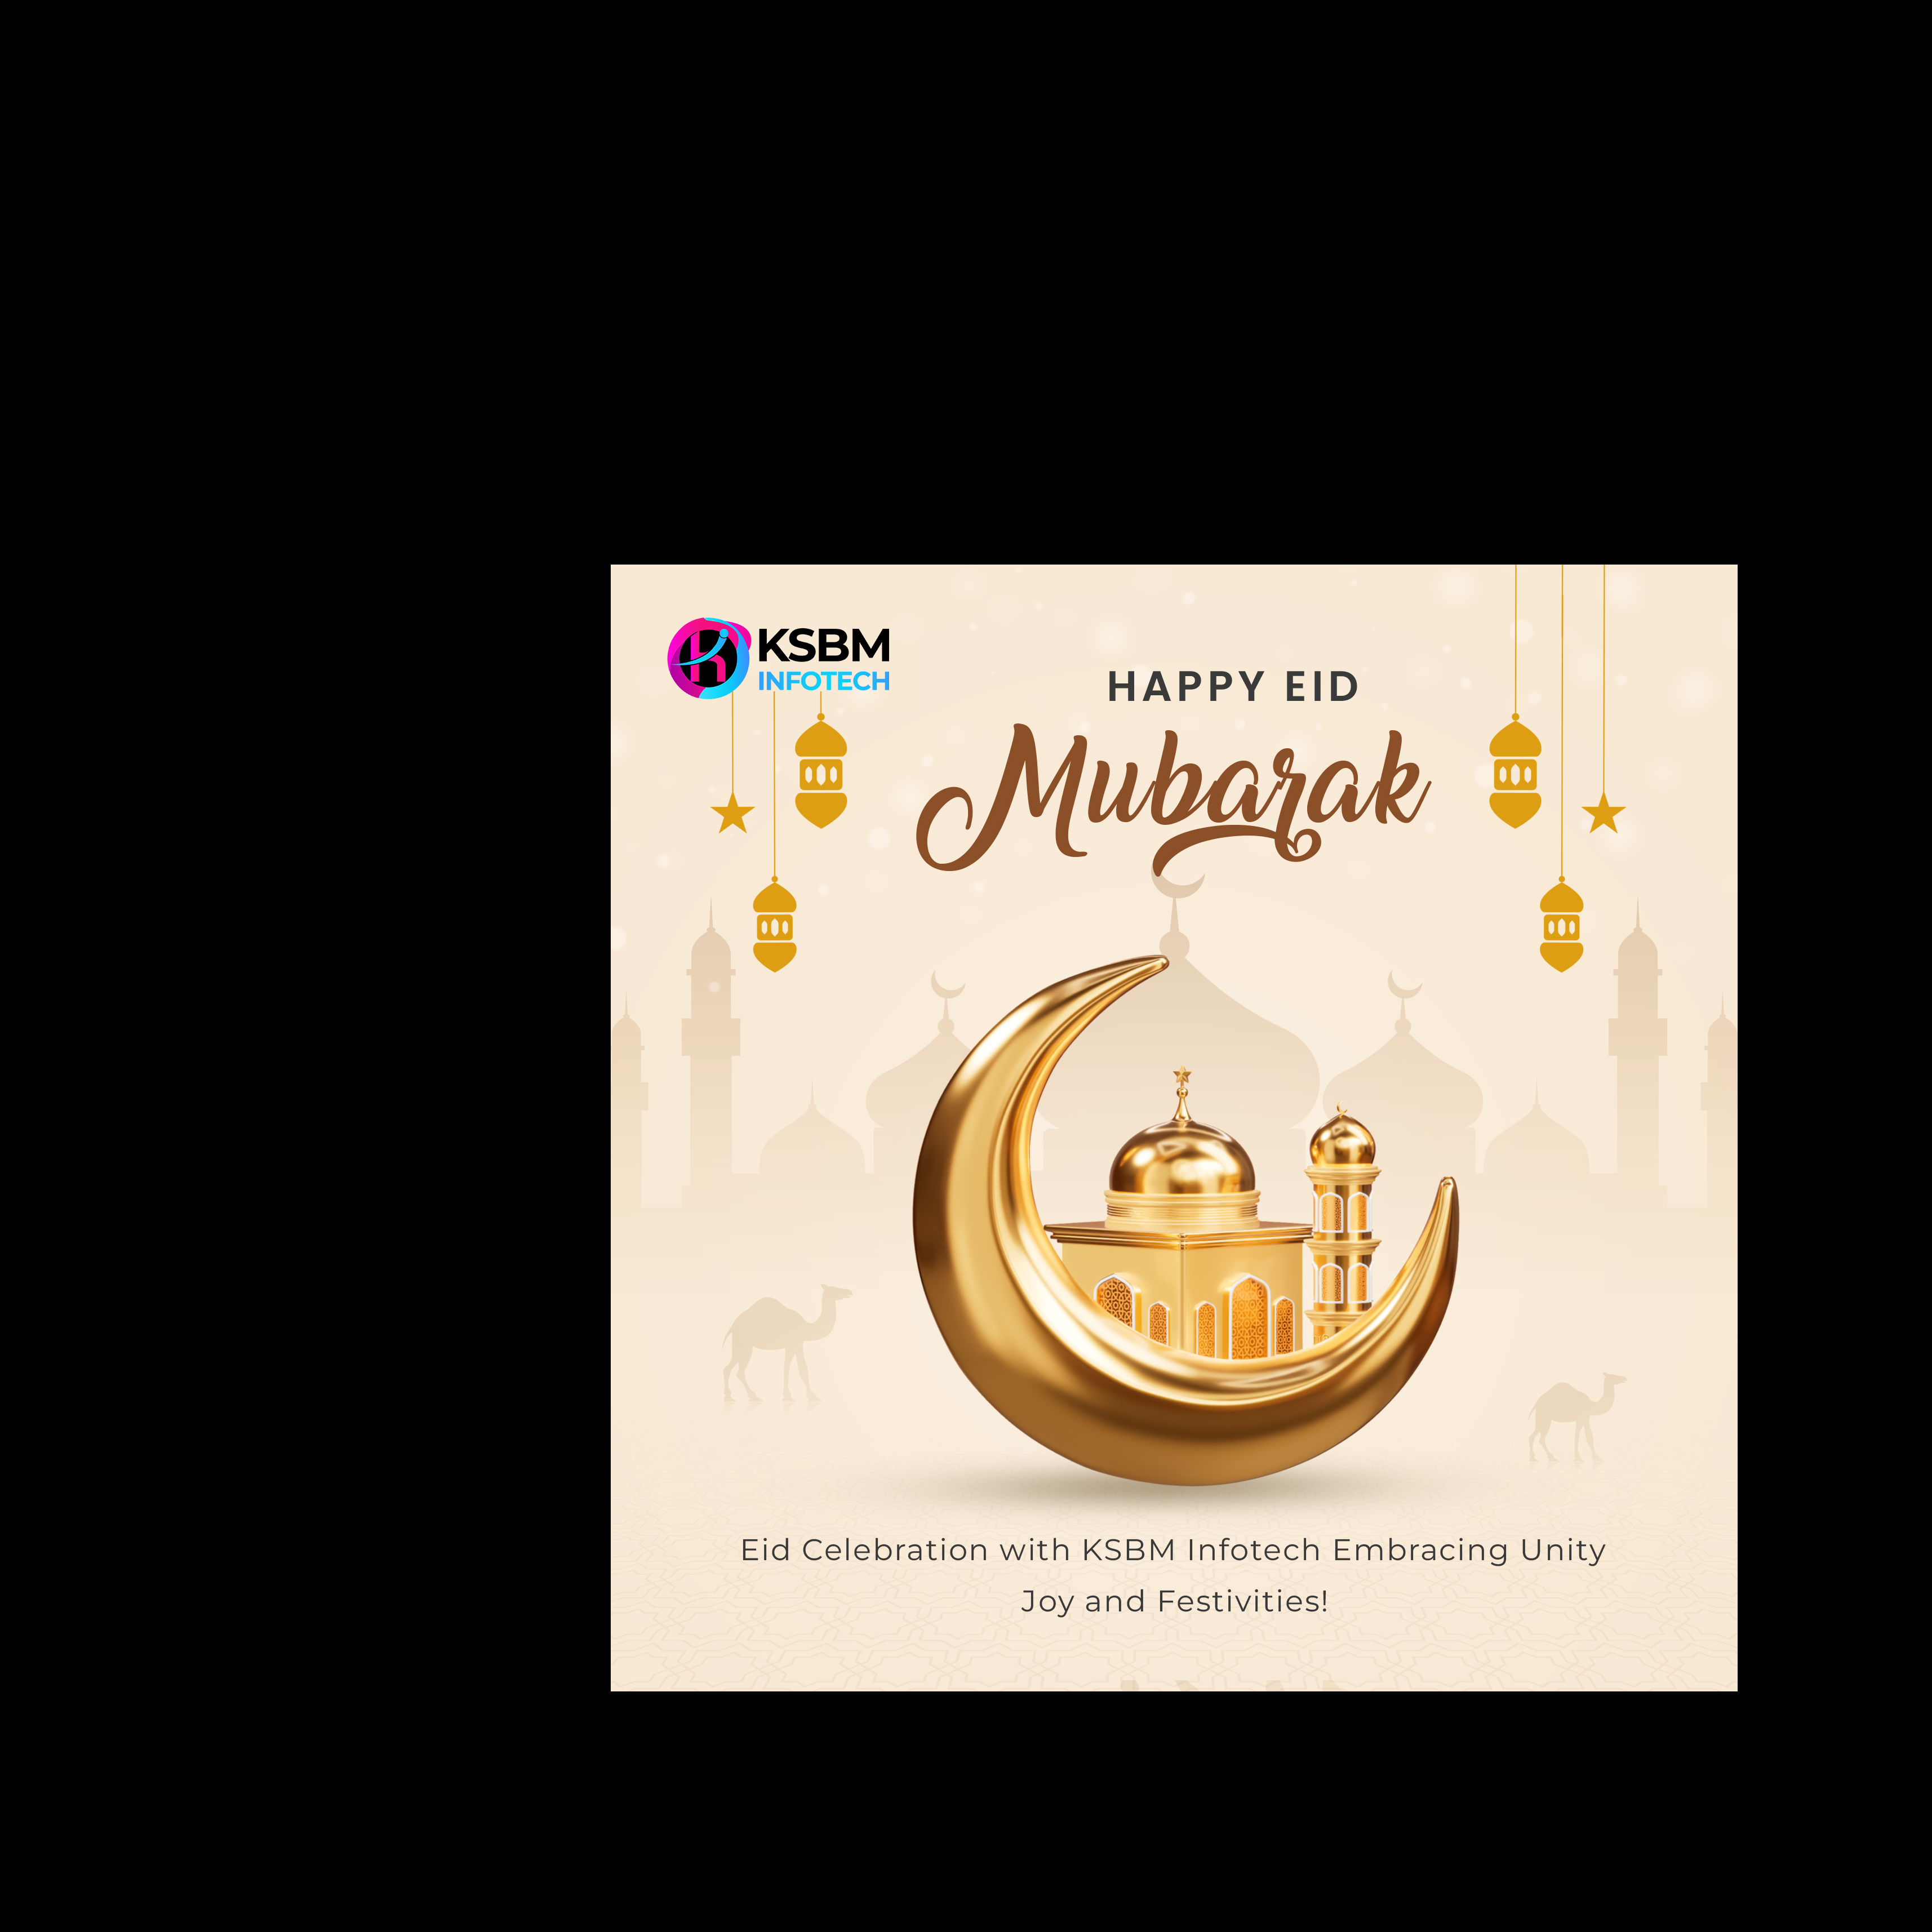 KSBM
INFOTECH
HAPPY EID
Mubarak
Eid Celebration with KSBM Infotech Embracing Unity
Joy and Festivities!